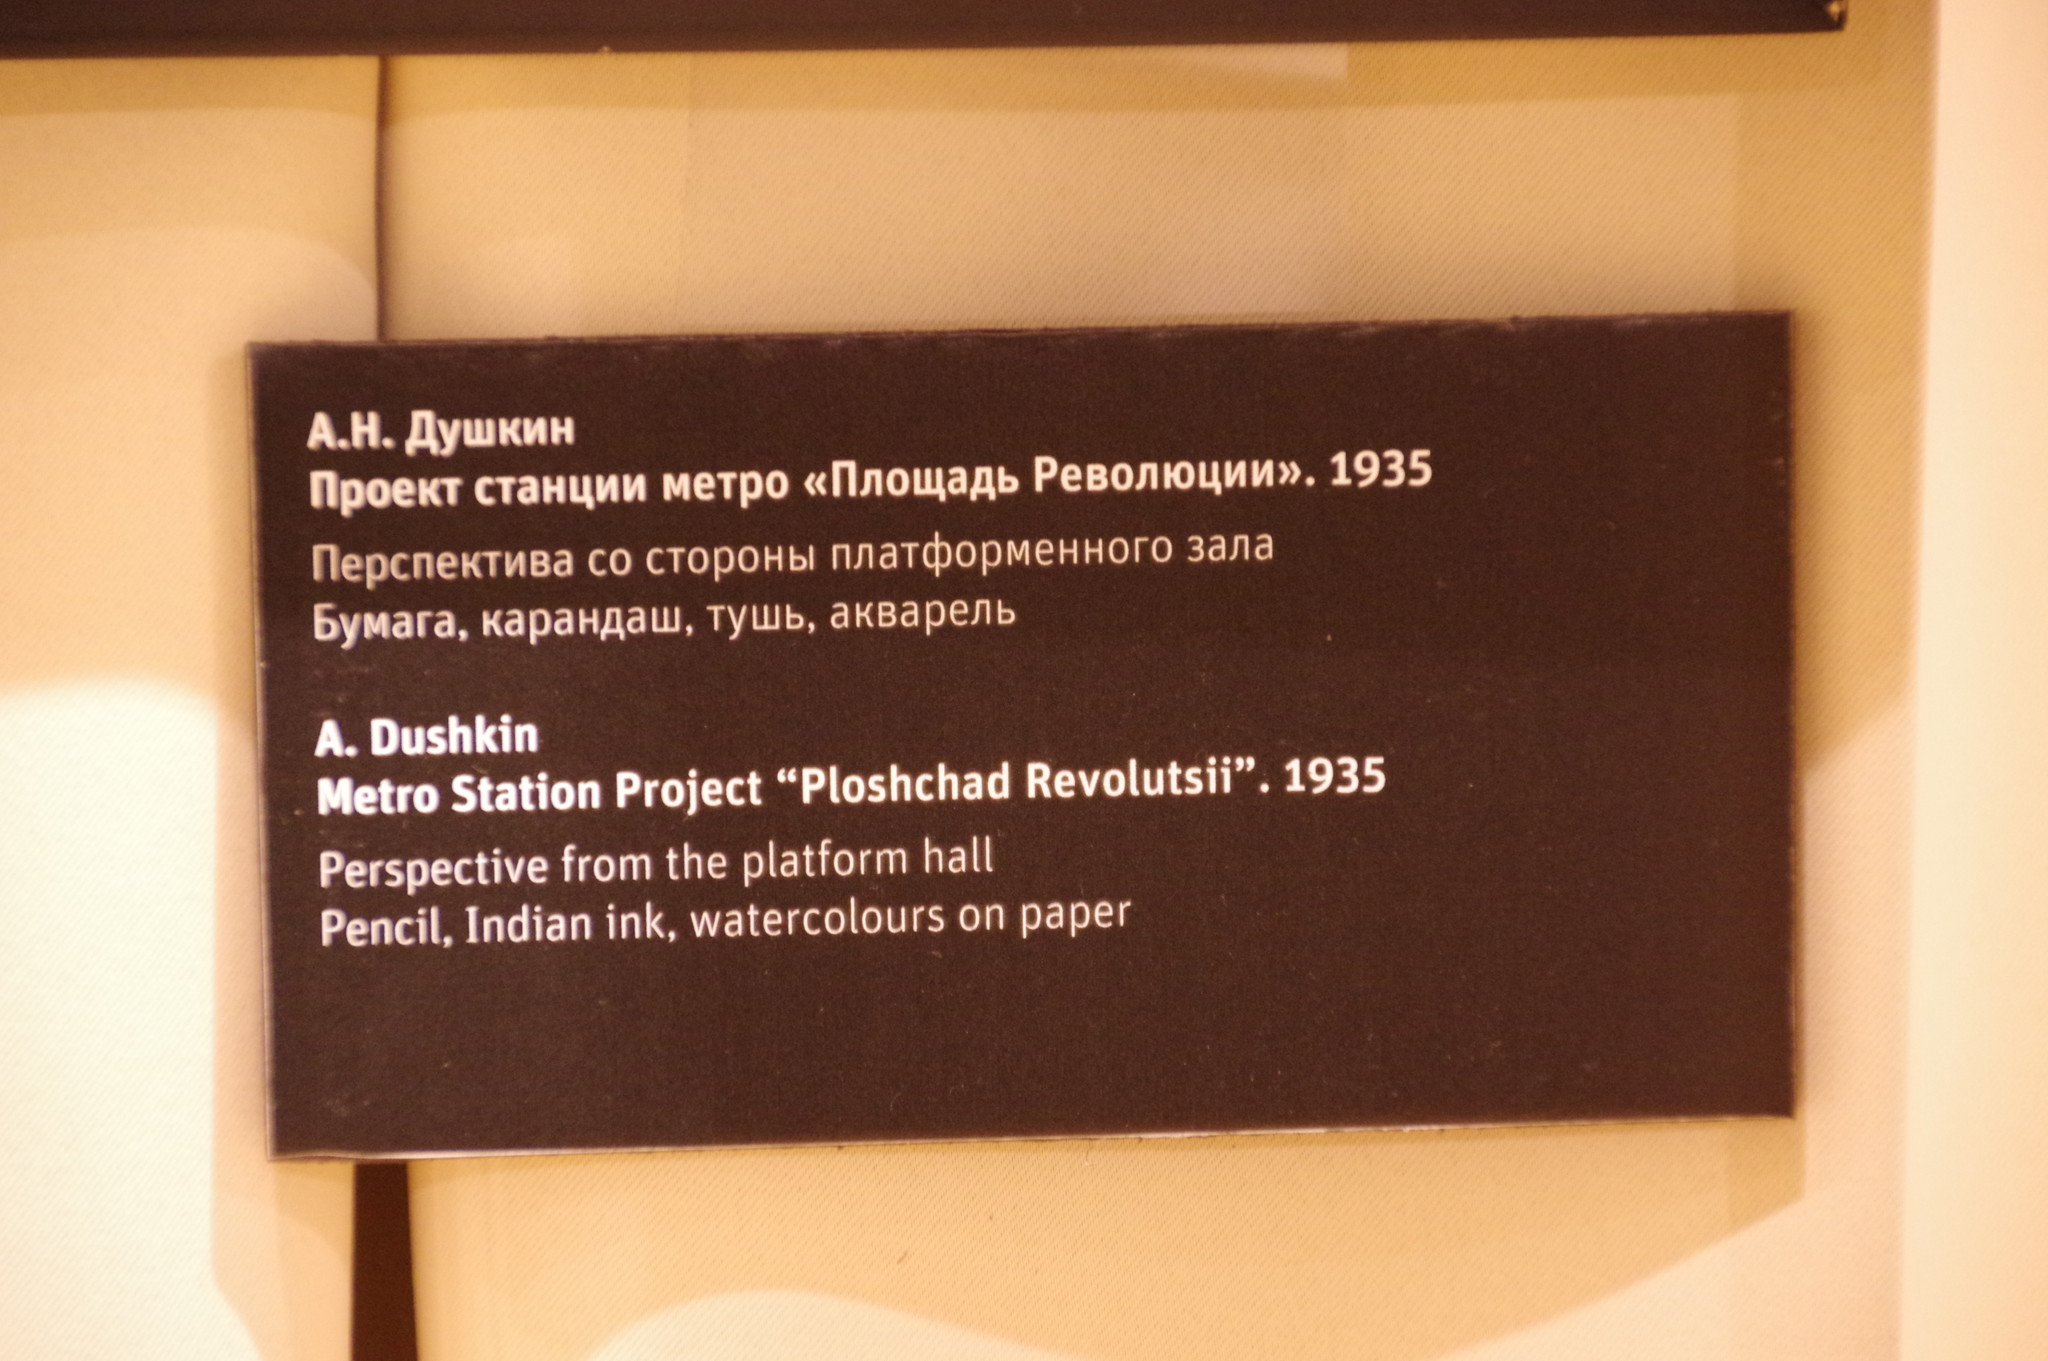 А.Н. Душкин
Проект станции метро «Площадь Революции». 1935
Перспектива со стороны платформенного зала
Бумага, карандаш, тушь, акварель
A. Dushkin
Metro Station Project “Ploshchad Revolutsii”. 1935
Perspective from the platform hall
Pencil, Indian ink, watercolours on paper